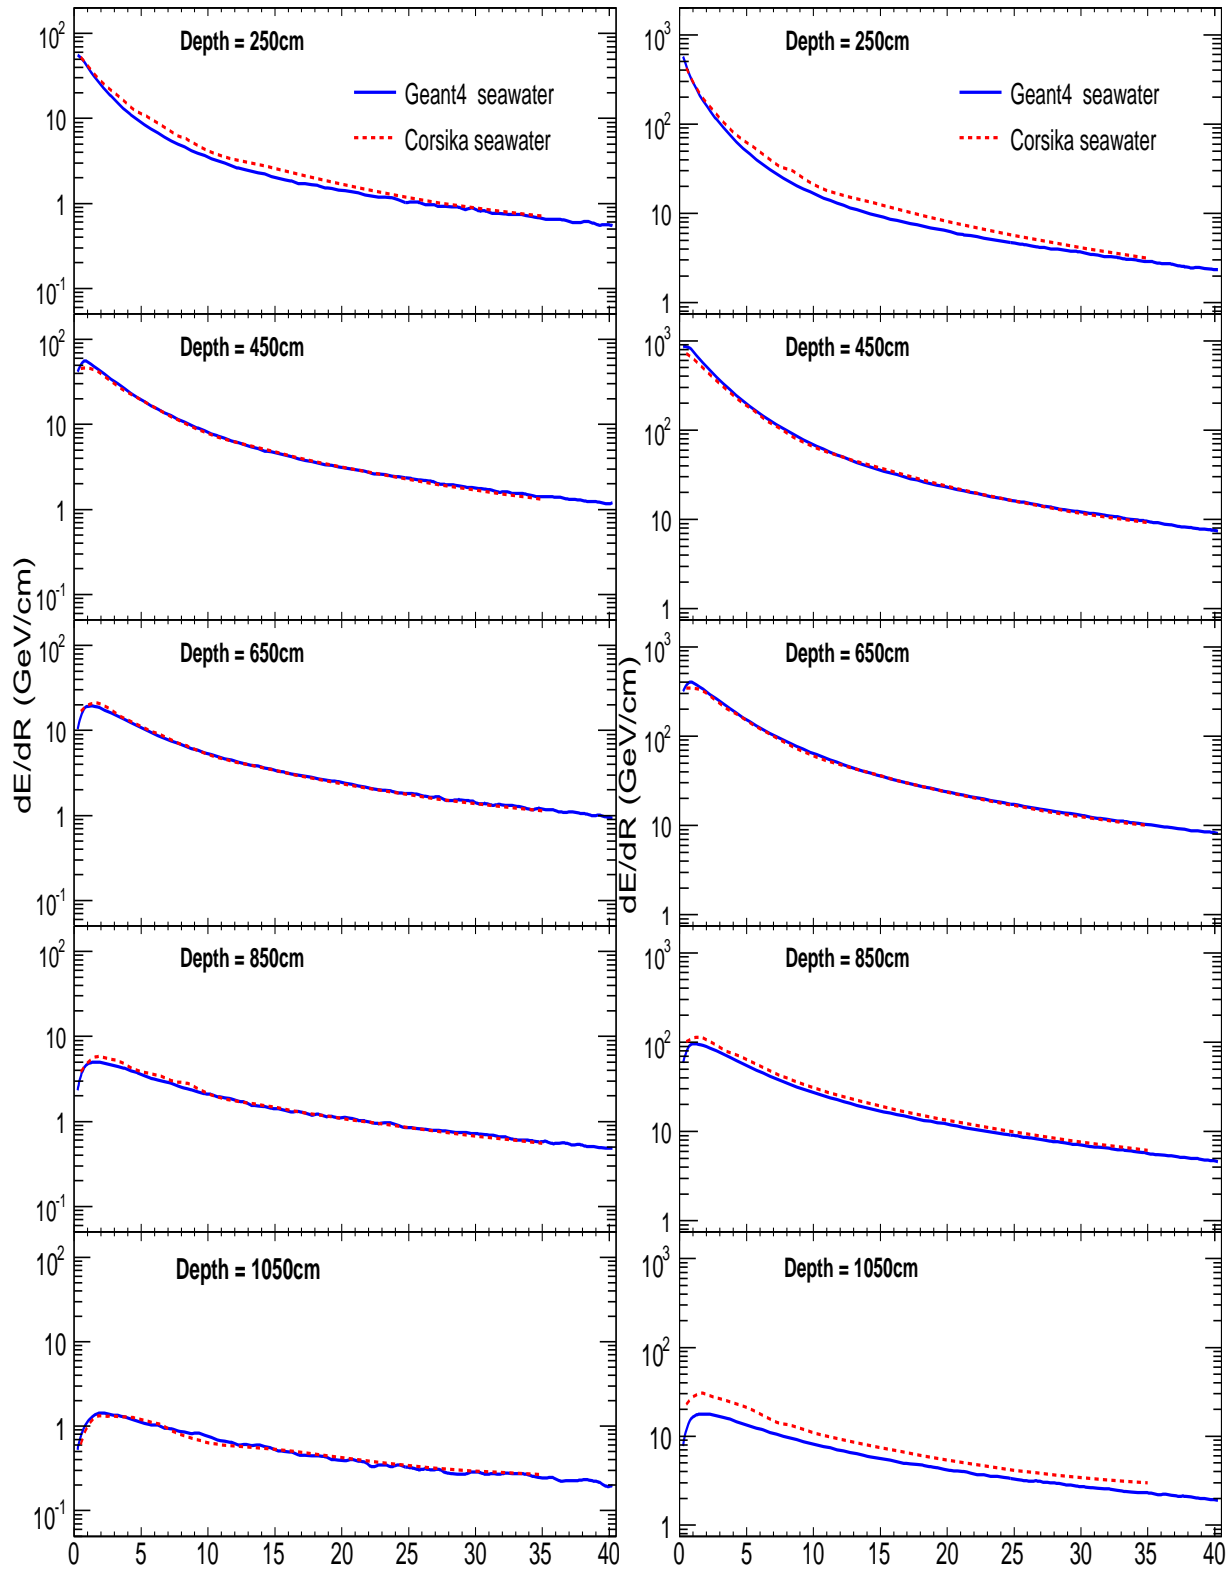 10^2
Depth = 250cm
Geant4 seawater
10
Corsika seawater
1
10^-1
10^2
Depth = 450cm
10
1
10^-1
10^2
Depth = 650cm
10
1
10^-1
10^2
Depth = 850cm
10
1
10^-1
10^2
Depth = 1050cm
10
1
10^-1
0 5 10 15 20 25 30 35 40
dE/dR (GeV/cm)
10^3
Depth = 250cm
Geant4 seawater
10^2
Corsika seawater
10
1
10^3
Depth = 450cm
10^2
10
1
10^3
Depth = 650cm
10^2
10
1
10^3
Depth = 850cm
10^2
10
1
10^3
Depth = 1050cm
10^2
10
1
0 5 10 15 20 25 30 35 40
dE/dR (GeV/cm)